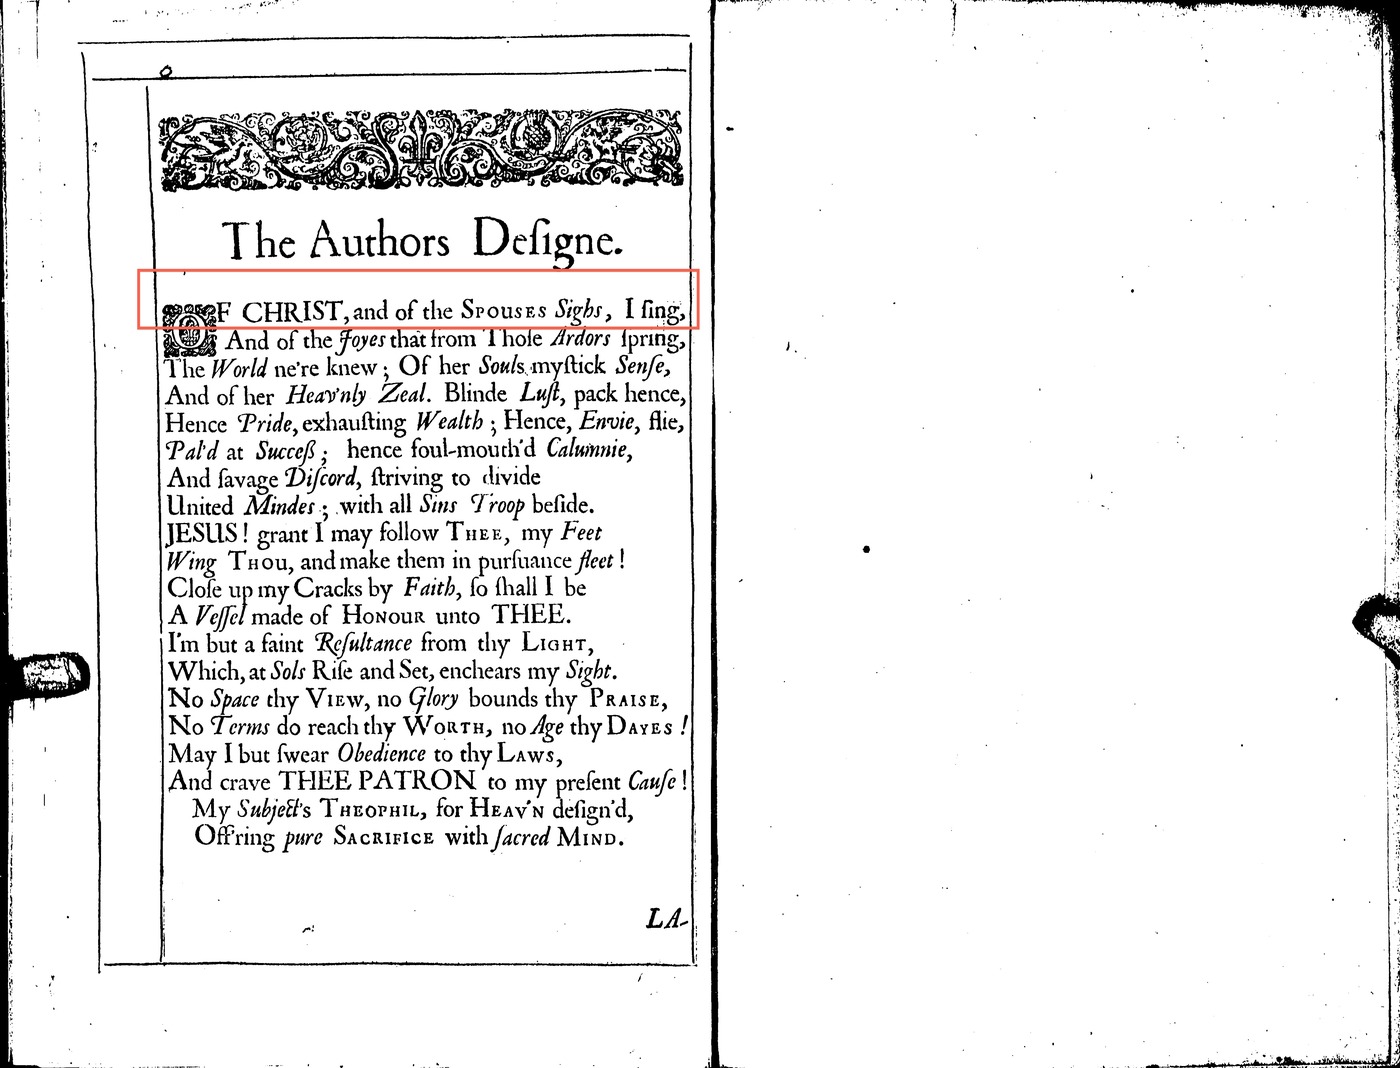 The Authors Deſigne.
OF CHRIST, and of the SPOUSES Sighs, I ſing,
And of the Joyes that from Thoſe Ardors ſpring,
The World ne're knew; Of her Souls myſtick Senſe,
And of her Heav'nly Zeal. Blinde Luſt, pack hence,
Hence Pride, exhauſting Wealth; Hence, Envie, flie,
Pal'd at Succeß; hence foul-mouth'd Calumnie,
And ſavage Diſcord, ſtriving to divide
United Mindes; with all Sins Troop beſide.
JESUS! grant I may follow THEE, my Feet
Wing THOU, and make them in purſuance fleet!
Cloſe up my Cracks by Faith, ſo ſhall I be
A Veſſel made of HONOUR unto THEE.
I'm but a faint Reſultance from thy LIGHT,
Which, at Sols Riſe and Set, enchears my Sight.
No Space thy VIEW, no Glory bounds thy PRAISE,
No Terms do reach thy WORTH, no Age thy DAYES!
May I but ſwear Obedience to thy LAWS,
And crave THEE PATRON to my preſent Cauſe!
My Subject's THEOPHIL, for HEAV'N deſign'd,
Off'ring pure SACRIFICE with ſacred MIND.
LA-